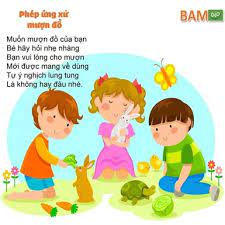 Phép ứng xử
mượn đồ
BAM
Muốn mượn đồ của bạn
Bé hãy hỏi nhẹ nhàng
Bạn vui lòng cho mượn
Mới được mang về dùng
Tự ý nghịch lung tung
Là không hay đâu nhé.